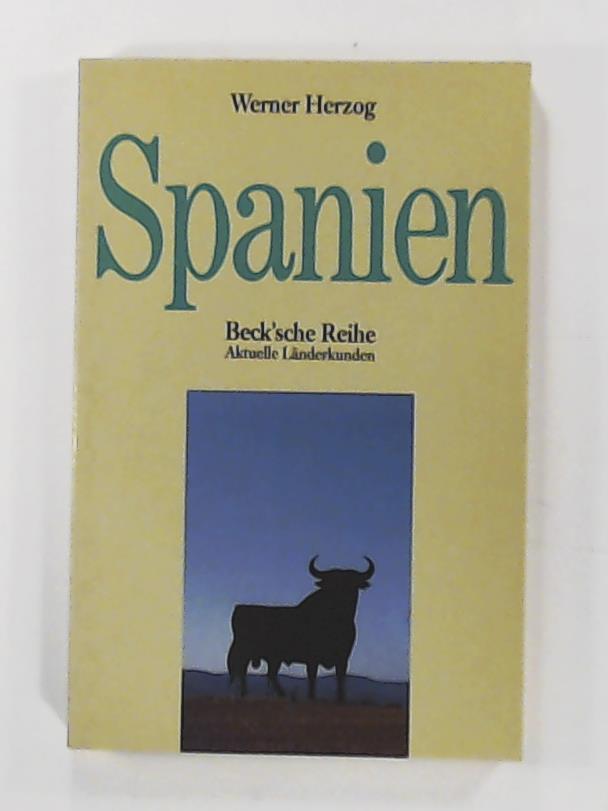 Werner Herzog
Spanien
Beck'sche Reihe
Aktuelle Länderkunden